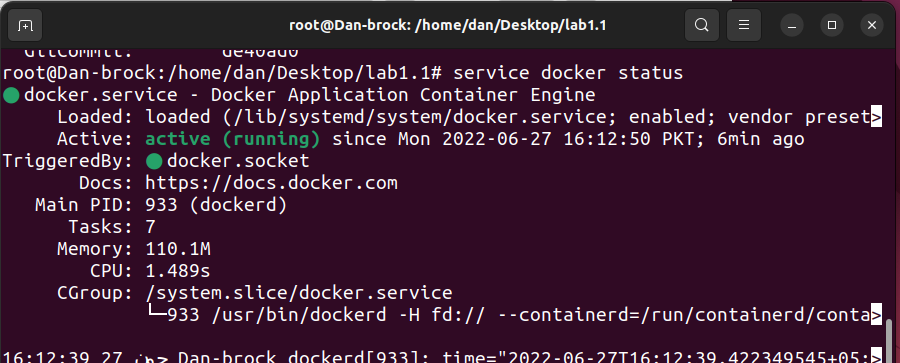 root@Dan-brock: /home/dan/Desktop/lab1.1
GitCommit: de40ad0
root@Dan-brock:/home/dan/Desktop/lab1.1# service docker status
docker.service - Docker Application Container Engine
Loaded: loaded (/lib/systemd/system/docker.service; enabled; vendor preset>
Active: active (running) since Mon 2022-06-27 16:12:50 PKT; 6min ago
TriggeredBy: docker.socket
Docs: https://docs.docker.com
Main PID: 933 (dockerd)
Tasks: 7
Memory: 110.1M
CPU: 1.489s
CGroup: /system.slice/docker.service
└─933 /usr/bin/dockerd -H fd:// --containerd=/run/containerd/conta>
16:12:39 27 جون Dan-brock dockerd[933]: time="2022-06-27T16:12:39.422349545+05:>